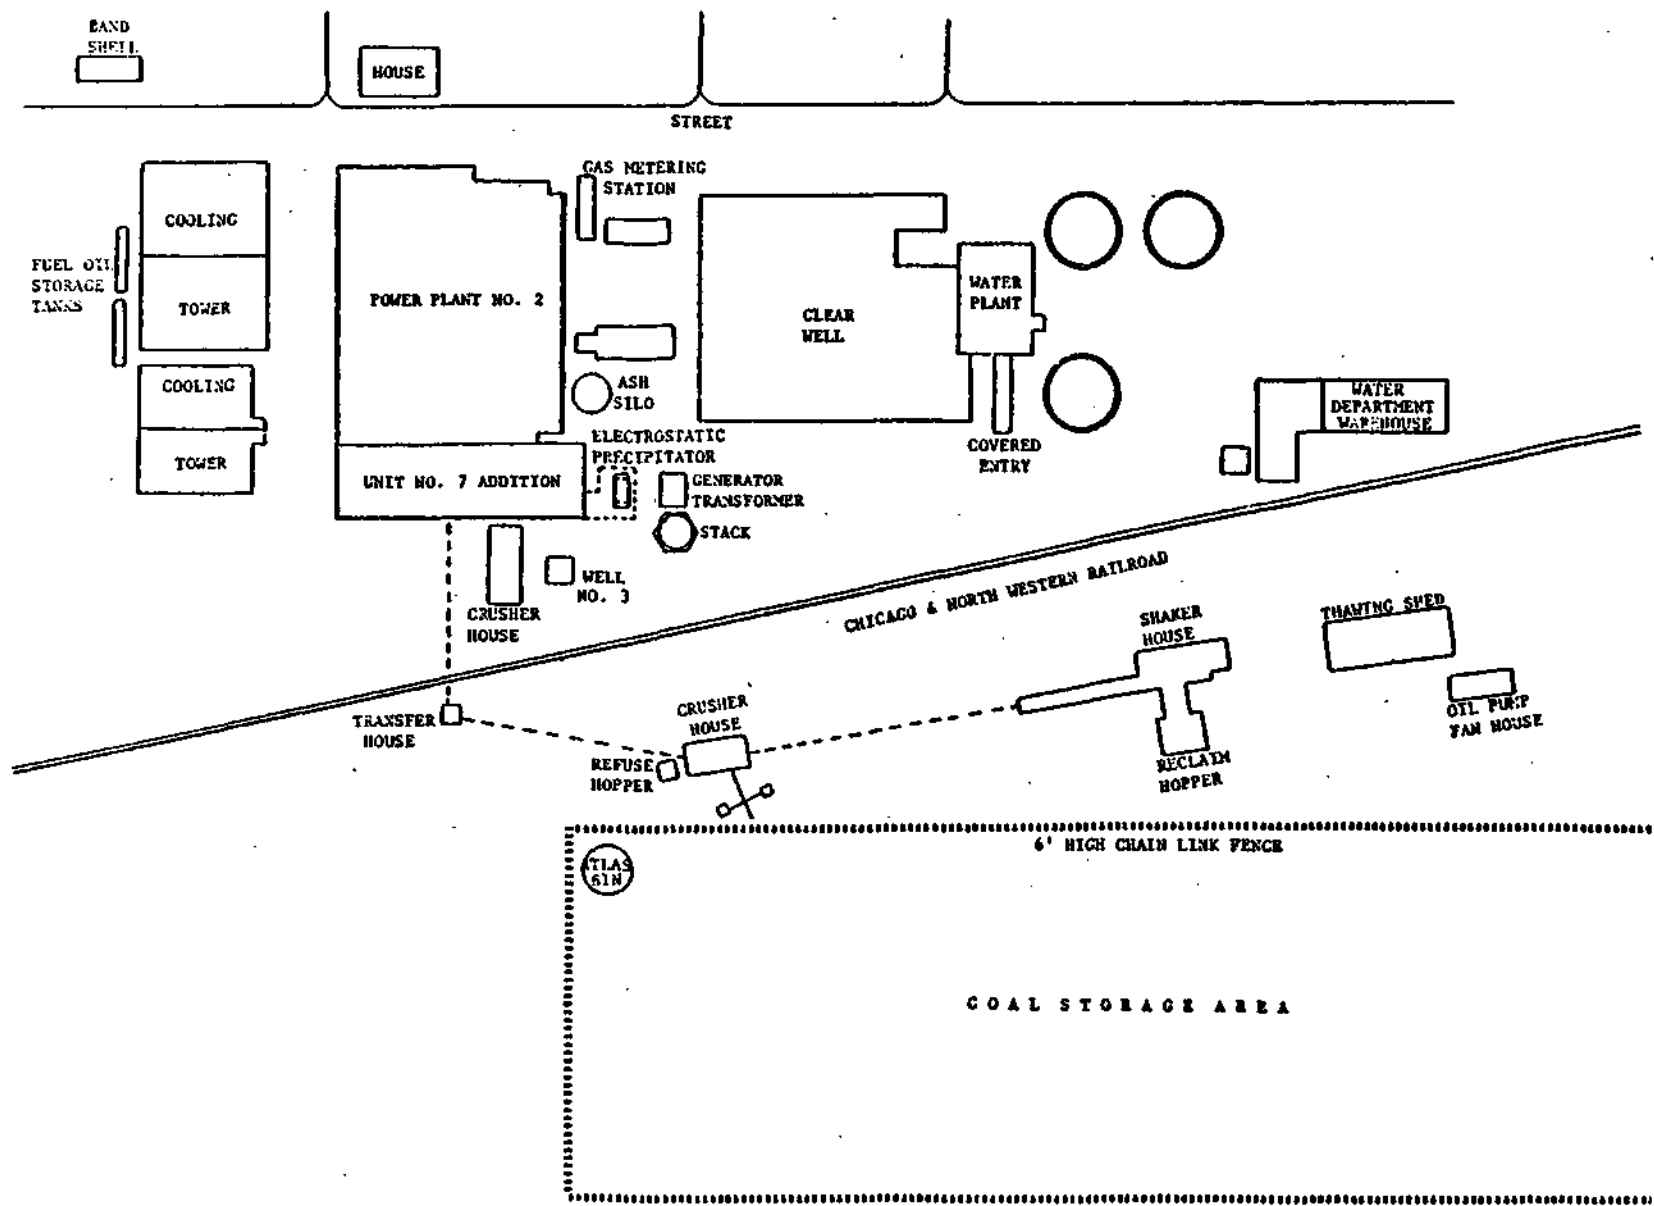 BAND
SHELL
HOUSE
STREET
GAS METERING
STATION
COOLING
TOWER
FUEL OIL
STORAGE
TANKS
POWER PLANT NO. 2
CLEAR
WELL
WATER
PLANT
ASH
SILO
COOLING
TOWER
ELECTROSTATIC
PRECIPITATOR
UNIT NO. 7 ADDITION
GENERATOR
TRANSFORMER
STACK
COVERED
ENTRY
WATER
DEPARTMENT
WAREHOUSE
WELL
NO. 3
CRUSHER
HOUSE
CHICAGO & NORTH WESTERN RAILROAD
SHAKER
HOUSE
THAWING SHED
OIL PUMP
FAN HOUSE
TRANSFER
HOUSE
CRUSHER
HOUSE
REFUSE
HOPPER
RECLAIM
HOPPER
6' HIGH CHAIN LINK FENCE
ATLAS
61N
COAL STORAGE AREA